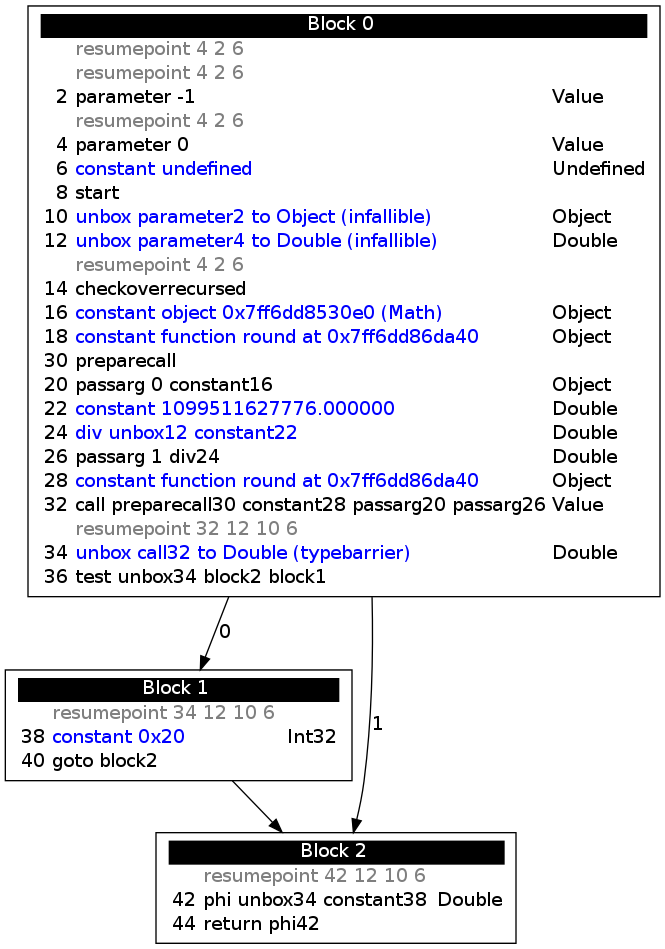 Block 0
resumepoint 4 2 6
resumepoint 4 2 6
2 parameter -1 Value
resumepoint 4 2 6
4 parameter 0 Value
6 constant undefined Undefined
8 start
10 unbox parameter2 to Object (infallible) Object
12 unbox parameter4 to Double (infallible) Double
resumepoint 4 2 6
14 checkoverrecursed
16 constant object 0x7ff6dd8530e0 (Math) Object
18 constant function round at 0x7ff6dd86da40 Object
30 preparecall
20 passarg 0 constant16 Object
22 constant 1099511627776.000000 Double
24 div unbox12 constant22 Double
26 passarg 1 div24 Double
28 constant function round at 0x7ff6dd86da40 Object
32 call preparecall30 constant28 passarg20 passarg26 Value
resumepoint 32 12 10 6
34 unbox call32 to Double (typebarrier) Double
36 test unbox34 block2 block1
0
Block 1
resumepoint 34 12 10 6
38 constant 0x20 Int32
40 goto block2
1
Block 2
resumepoint 42 12 10 6
42 phi unbox34 constant38 Double
44 return phi42